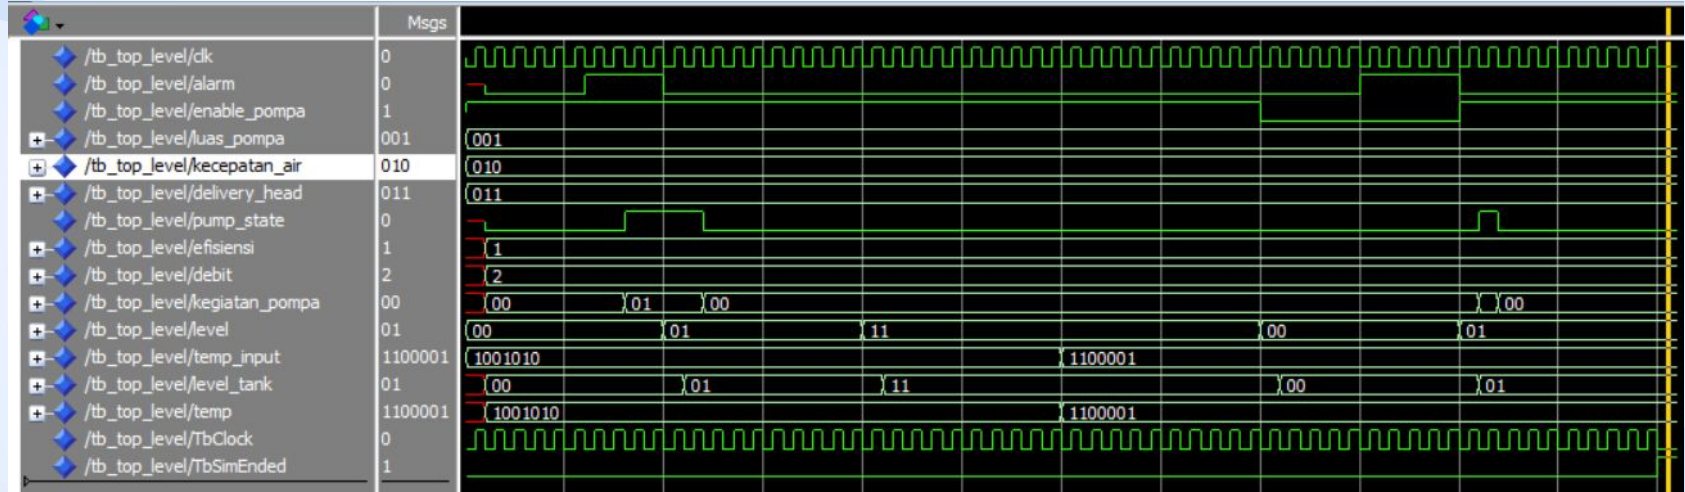 Msgs
/tb_top_level/clk 0
/tb_top_level/alarm 0
/tb_top_level/enable_pompa 1
/tb_top_level/luas_pompa 001 001
/tb_top_level/kecepatan_air 010 010
/tb_top_level/delivery_head 011 011
/tb_top_level/pump_state 0
/tb_top_level/efisiensi 1 1
/tb_top_level/debit 2 2
/tb_top_level/kegiatan_pompa 00 00 01 00 00
/tb_top_level/level 01 00 01 11 00 01
/tb_top_level/temp_input 1100001 1001010 1100001
/tb_top_level/level_tank 01 00 01 11 00 01
/tb_top_level/temp 1100001 1001010 1100001
/tb_top_level/TbClock 0
/tb_top_level/TbSimEnded 1